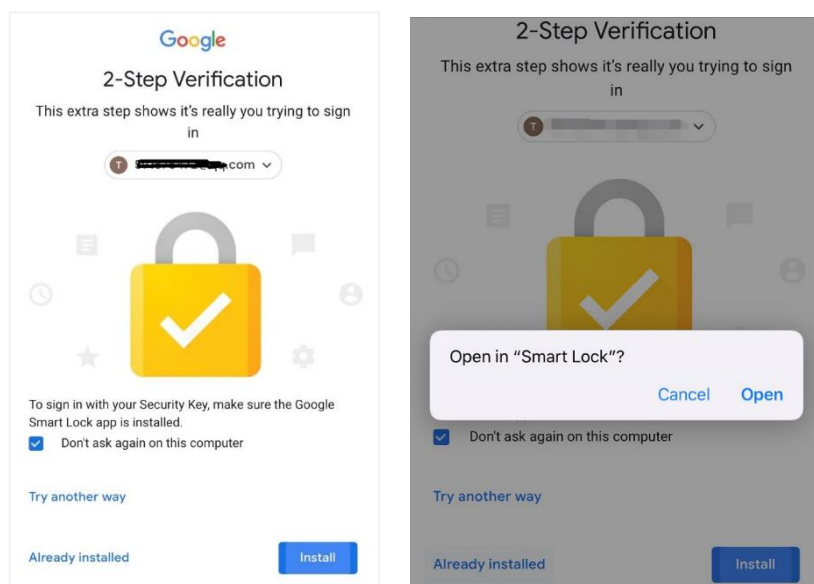 Google
2-Step Verification
This extra step shows it's really you trying to sign
in
T
.com
To sign in with your Security Key, make sure the Google
Smart Lock app is installed.
Don't ask again on this computer
Try another way
Already installed
Install
2-Step Verification
This extra step shows it's really you trying to sign
in
T
Open in “Smart Lock”?
Cancel
Open
Don't ask again on this computer
Try another way
Already installed
Install